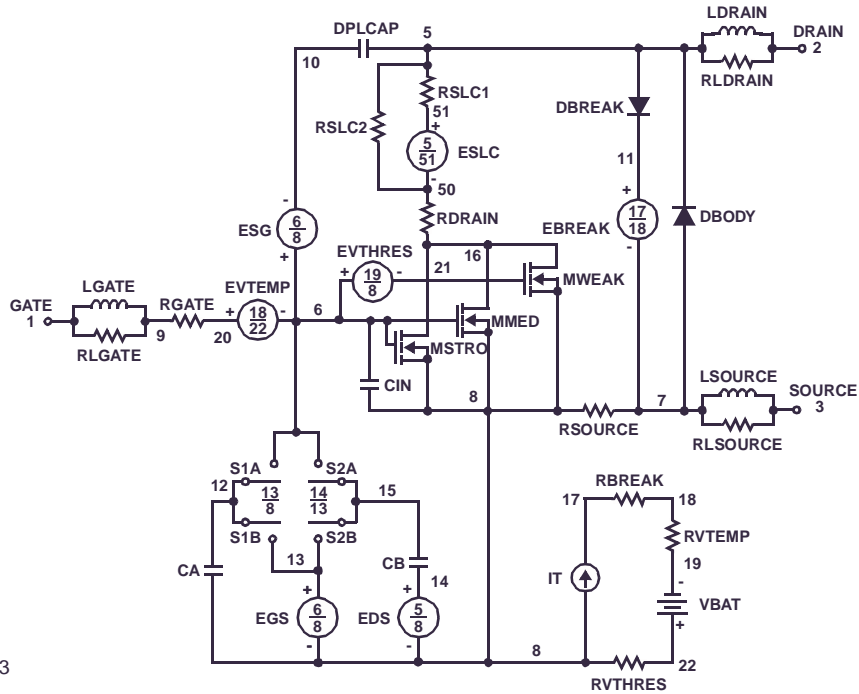 LDRAIN
DPLCAP 5 DRAIN
10 2
RSLC1 RLDRAIN
51 DBREAK
+
RSLC2 5/51 ESLC
11
-
50
- +
ESG 6/8 RDRAIN 17/18 DBODY
EBREAK
+ EVTHRES 16 -
+ 19/8 - 21 MWEAK
LGATE EVTEMP
GATE RGATE + 18/22 - 6
1 MMED
9 20 MSTRO
RLGATE
CIN LSOURCE
8 7 SOURCE
3
RSOURCE RLSOURCE
S1A S2A RBREAK
12 13/8 14/13 15 17 18
S1B S2B RVTEMP
13 CB 19
CA 14 IT -
+ + VBAT
EGS 6/8 EDS 5/8 +
- - 8 22
RVTHRES
3